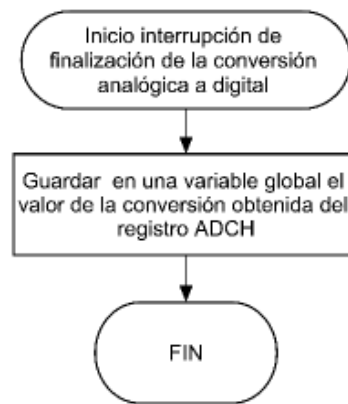 Inicio interrupción de
finalización de la conversión
analógica a digital
Guardar en una variable global el
valor de la conversión obtenida del
registro ADCH
FIN